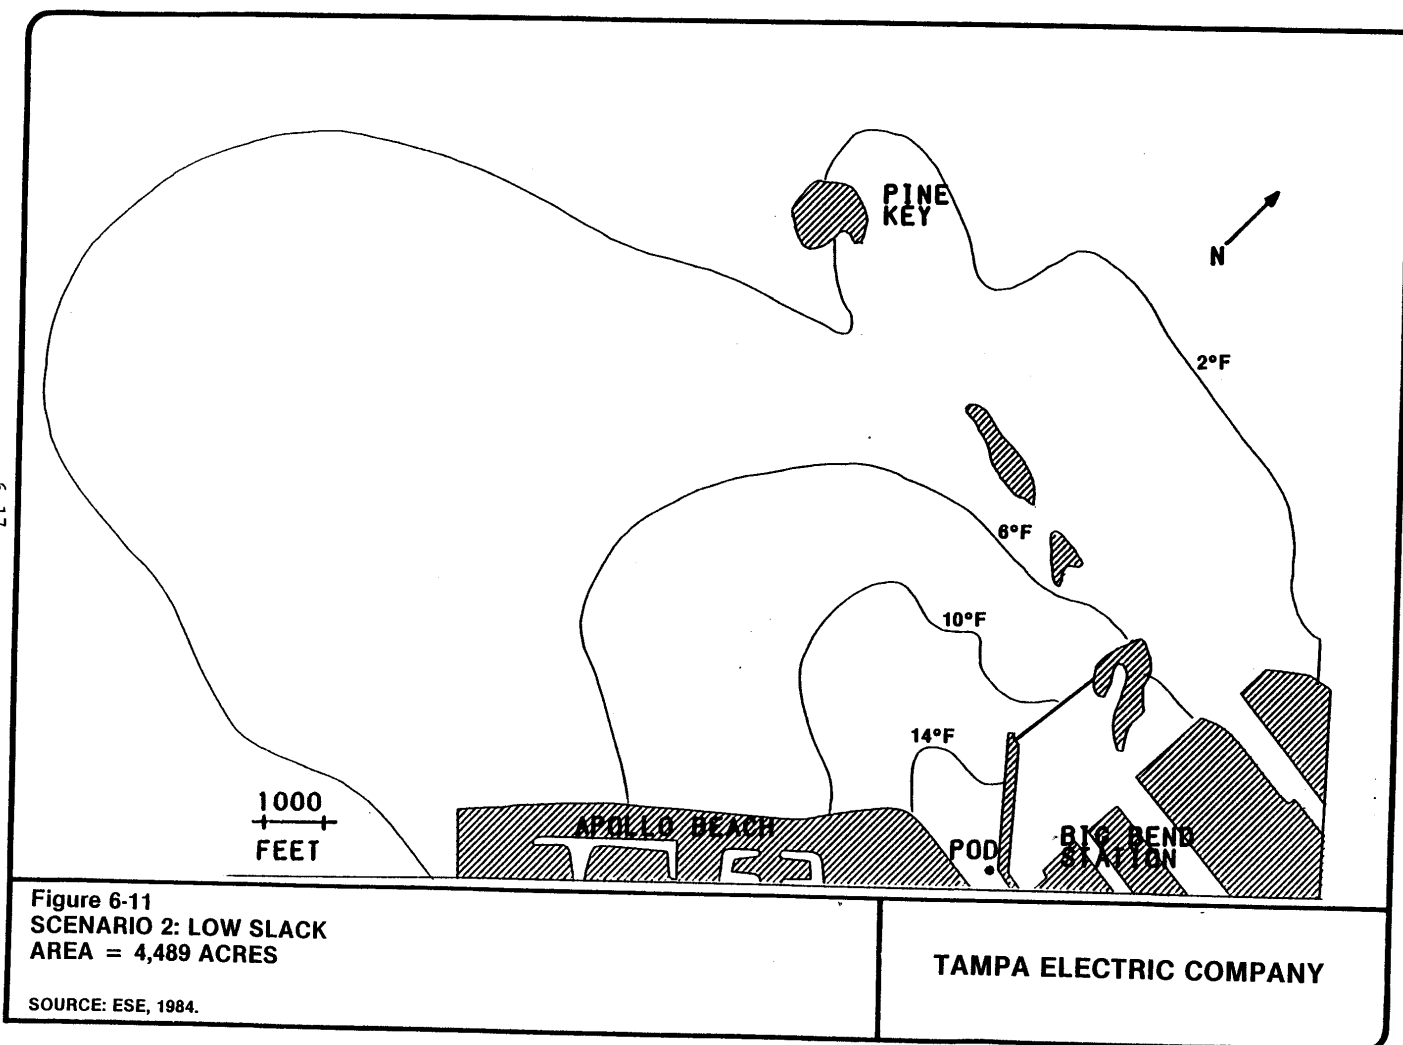 PINE
KEY
N
2°F
6°F
10°F
14°F
1000
FEET
APOLLO BEACH
POD
BIG BEND
STATION
Figure 6-11
SCENARIO 2: LOW SLACK
AREA = 4,489 ACRES
SOURCE: ESE, 1984.
TAMPA ELECTRIC COMPANY